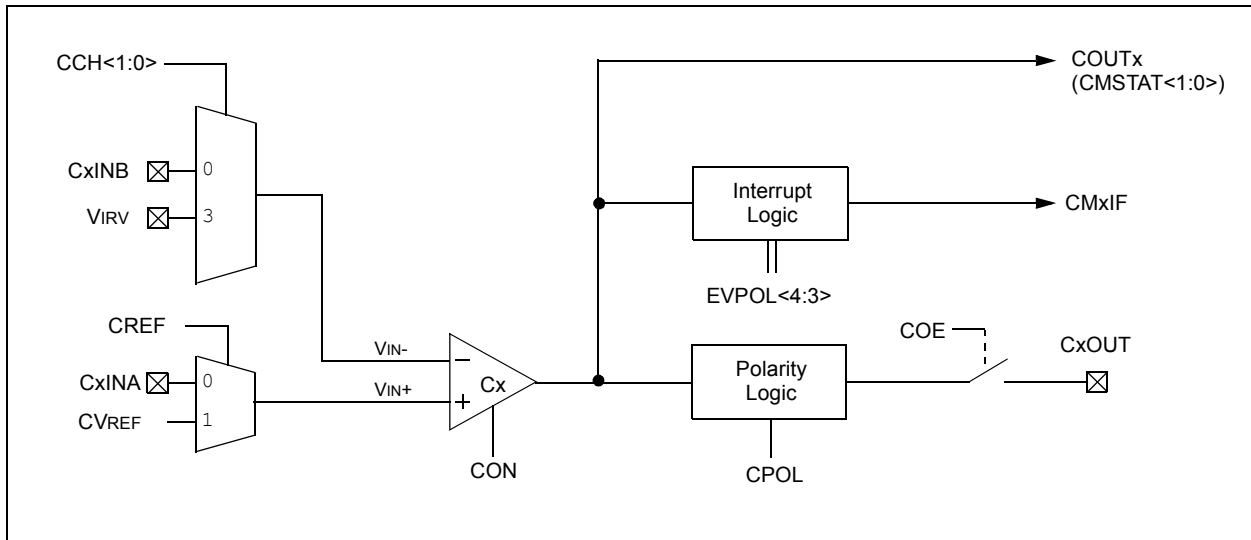 CCH<1:0>
COUTx
(CMSTAT<1:0>)
CxINB
0
VIRV
3
Interrupt
Logic
CMxIF
EVPOL<4:3>
CREF
COE
CxOUT
CxINA
0
CVREF
1
VIN-
VIN+
−
+
Cx
Polarity
Logic
CON
CPOL